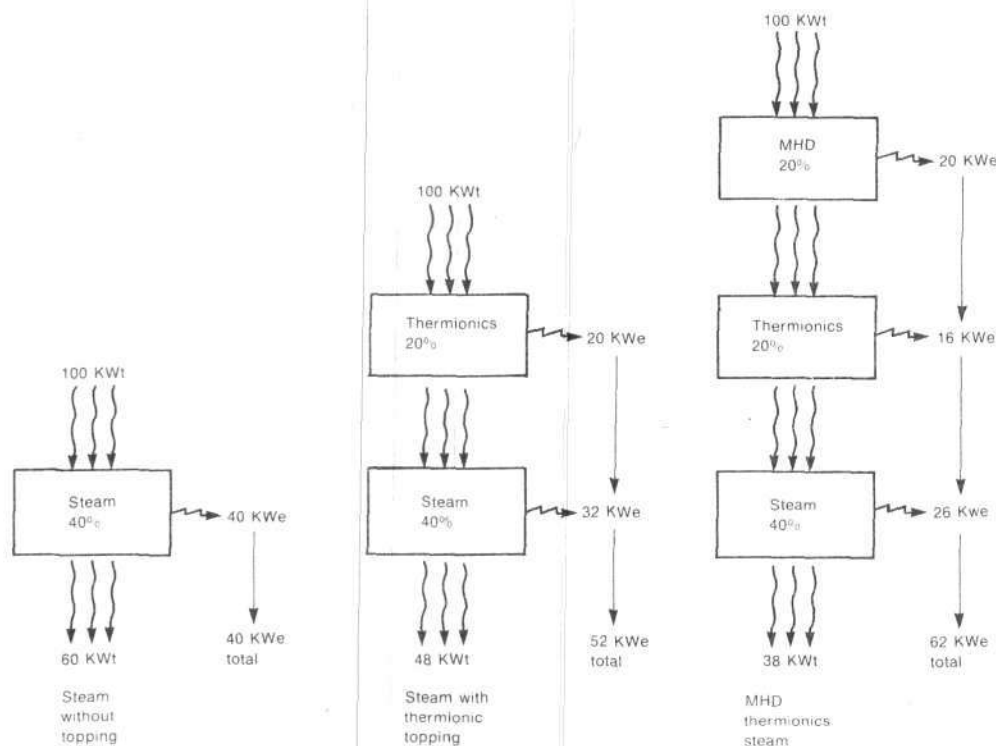 100 KWt
Steam
40%
40 KWe
60 KWt
40 KWe
total
Steam
without
topping
100 KWt
Thermionics
20%
20 KWe
Steam
40%
32 KWe
48 KWt
52 KWe
total
Steam with
thermionic
topping
100 KWt
MHD
20%
20 KWe
Thermionics
20%
16 KWe
Steam
40%
26 Kwe
38 KWt
62 KWe
total
MHD
thermionics
steam